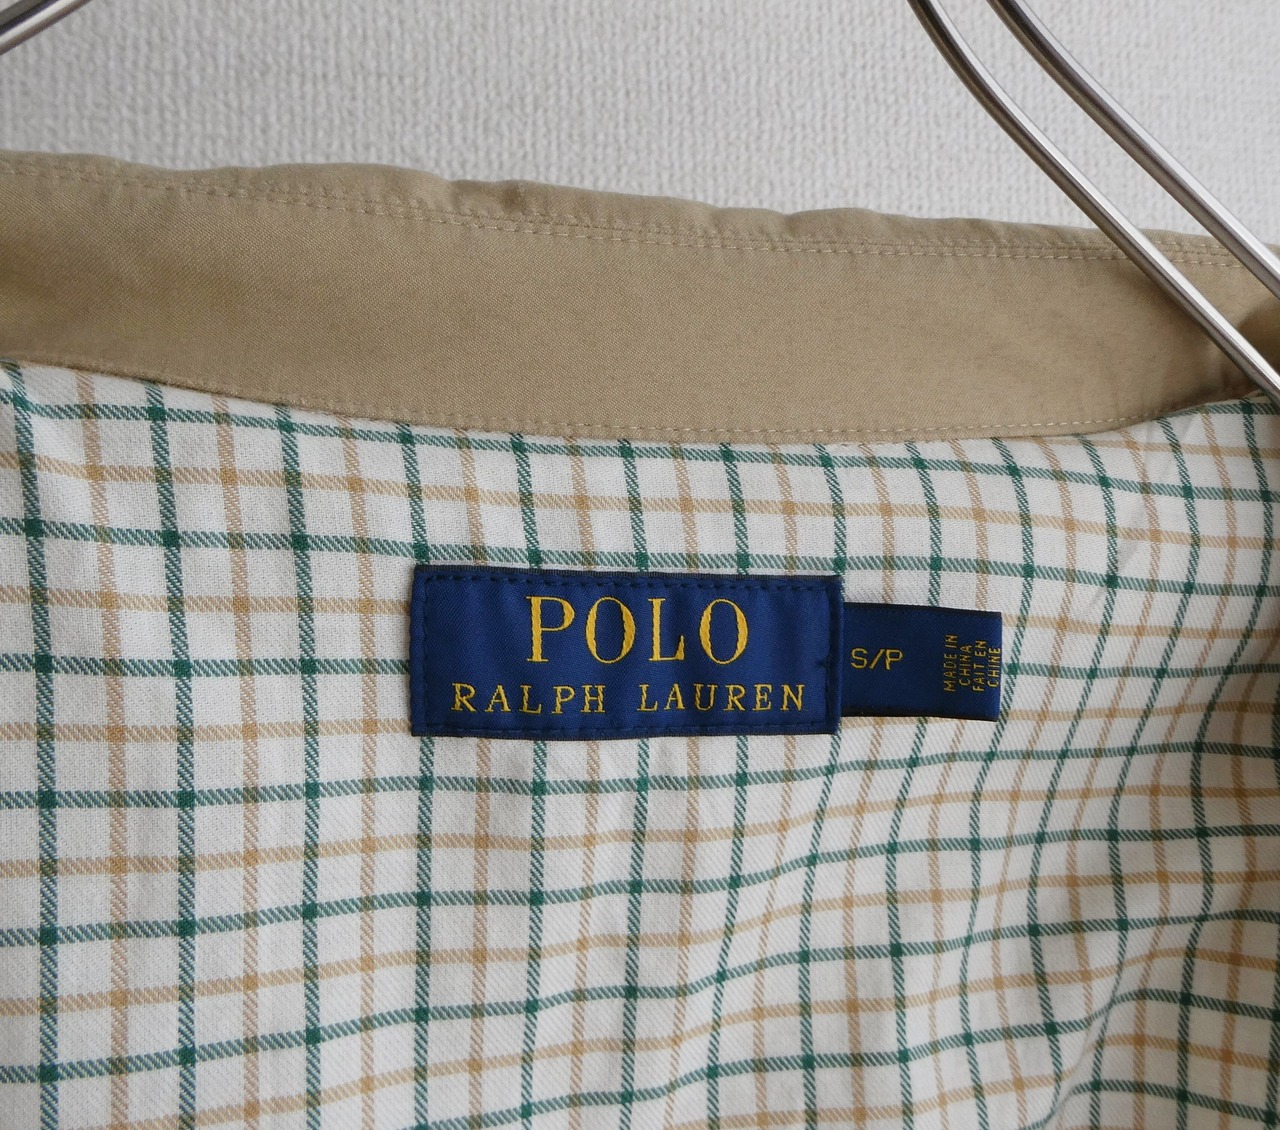 POLO
RALPH LAUREN
S/P
MADE IN
CHINA
FAIT EN
CHINE